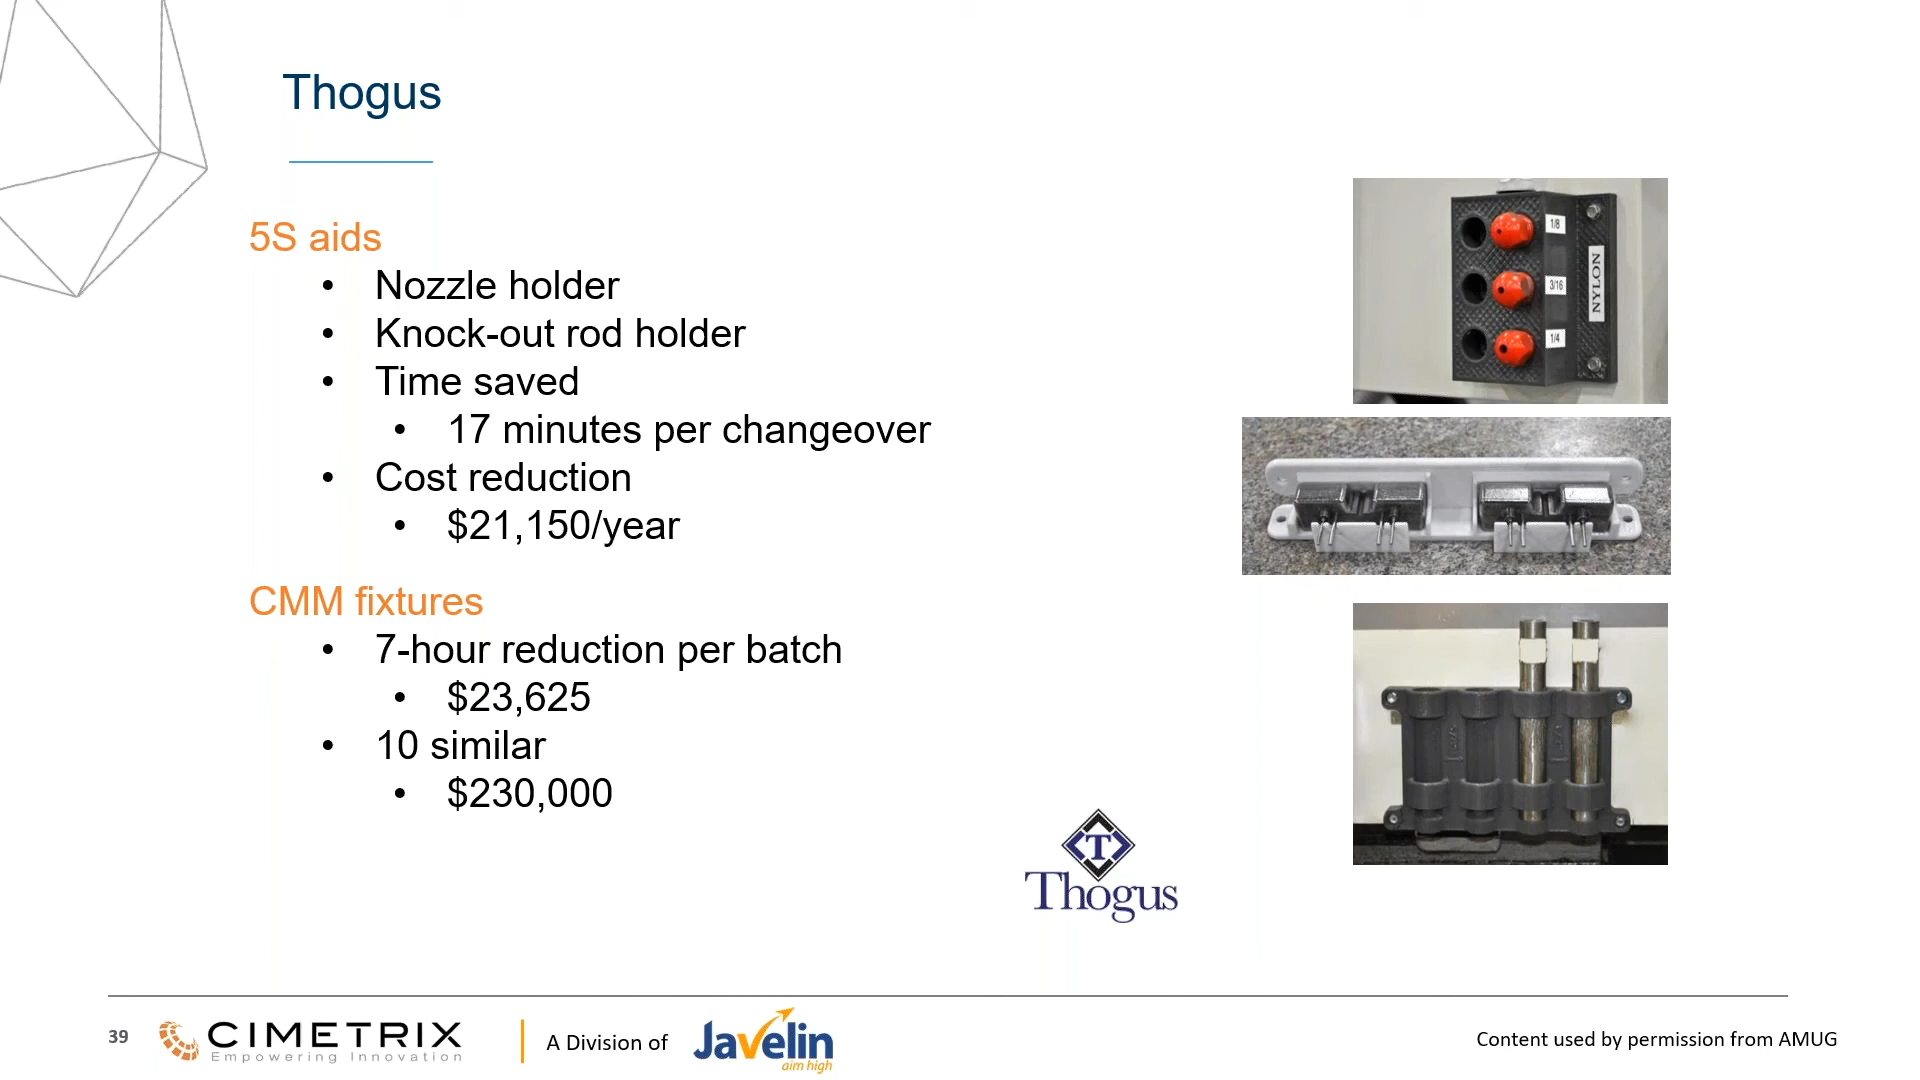 Thogus
5S aids
• Nozzle holder
• Knock-out rod holder
• Time saved
• 17 minutes per changeover
• Cost reduction
• $21,150/year
CMM fixtures
• 7-hour reduction per batch
• $23,625
• 10 similar
• $230,000
1/8
3/16
1/4
NYLON
T
Thogus
39
CIMETRIX
Empowering Innovation
A Division of
Javelin
aim high
Content used by permission from AMUG